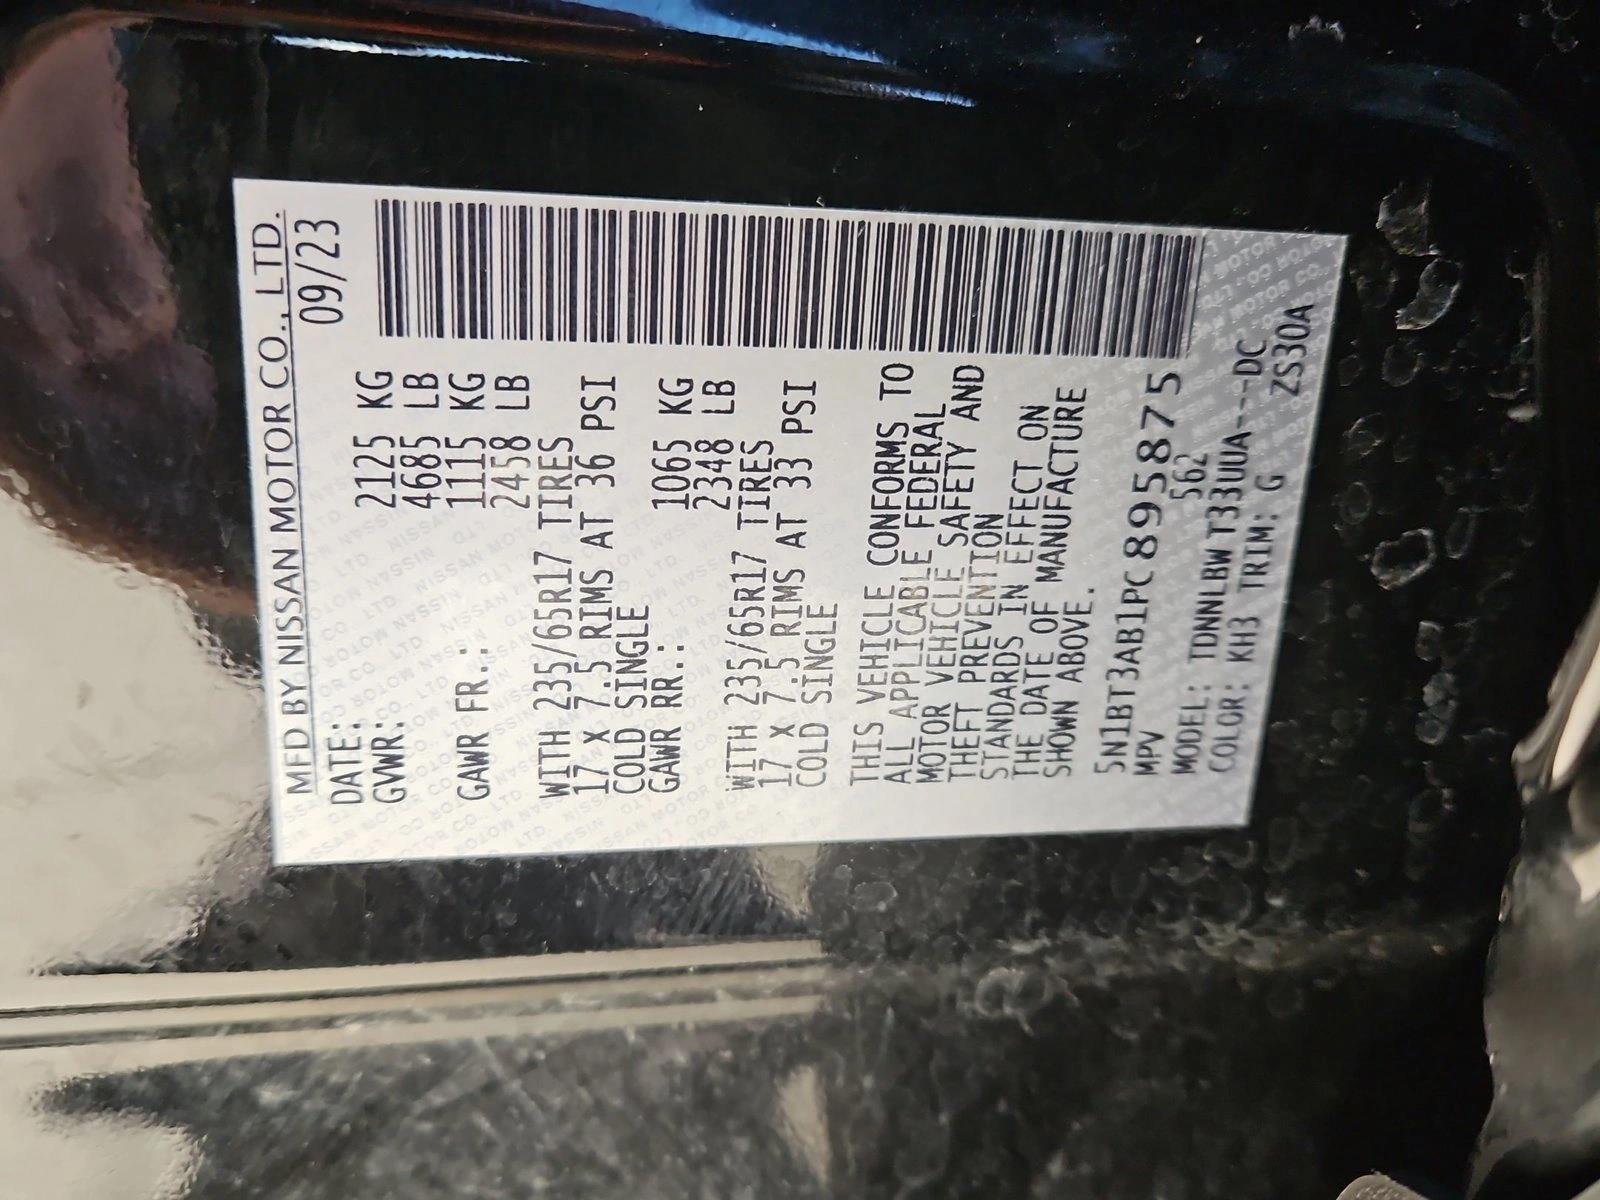 MFD BY NISSAN MOTOR CO., LTD.
DATE: 09/23
GVWR: 2125 KG
4685 LB
GAWR FR.: 1115 KG
2458 LB
WITH 235/65R17 TIRES
17 X 7.5 RIMS AT 36 PSI
COLD SINGLE
GAWR RR.: 1065 KG
2348 LB
WITH 235/65R17 TIRES
17 X 7.5 RIMS AT 33 PSI
COLD SINGLE
THIS VEHICLE CONFORMS TO
ALL APPLICABLE FEDERAL
MOTOR VEHICLE SAFETY AND
THEFT PREVENTION
STANDARDS IN EFFECT ON
THE DATE OF MANUFACTURE
SHOWN ABOVE.
5N1BT3AB1PC895875
MPV 562
MODEL: TDNNLBW T33UUA---DC
COLOR: KH3 TRIM: G ZS30A